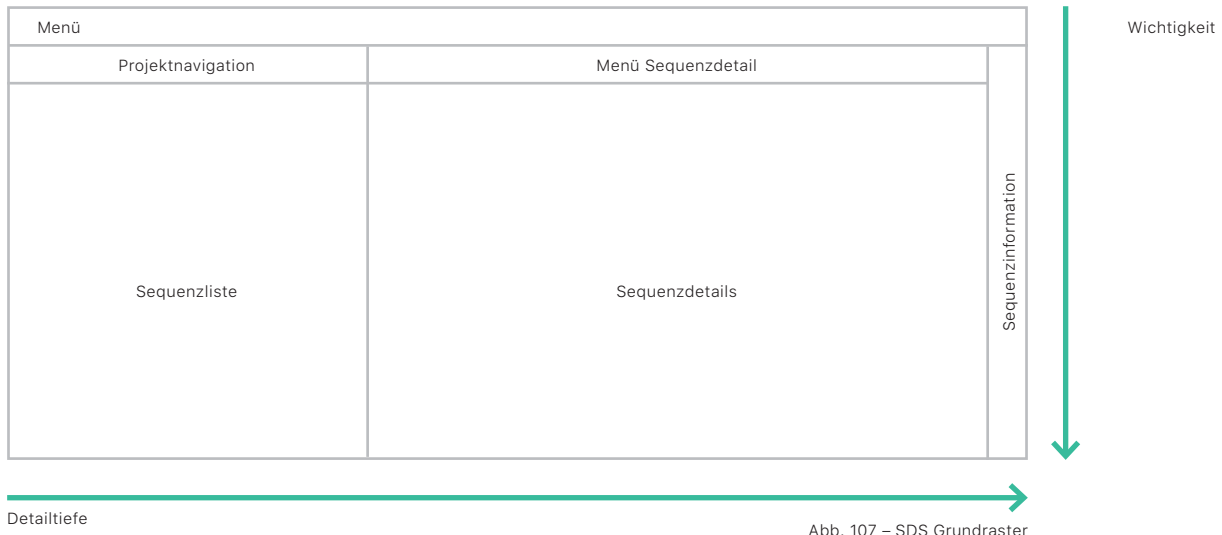 Menü
Wichtigkeit
Projektnavigation
Menü Sequenzdetail
Sequenzliste
Sequenzdetails
Sequenzinformation
Detailtiefe
Abb. 107 – SDS Grundraster